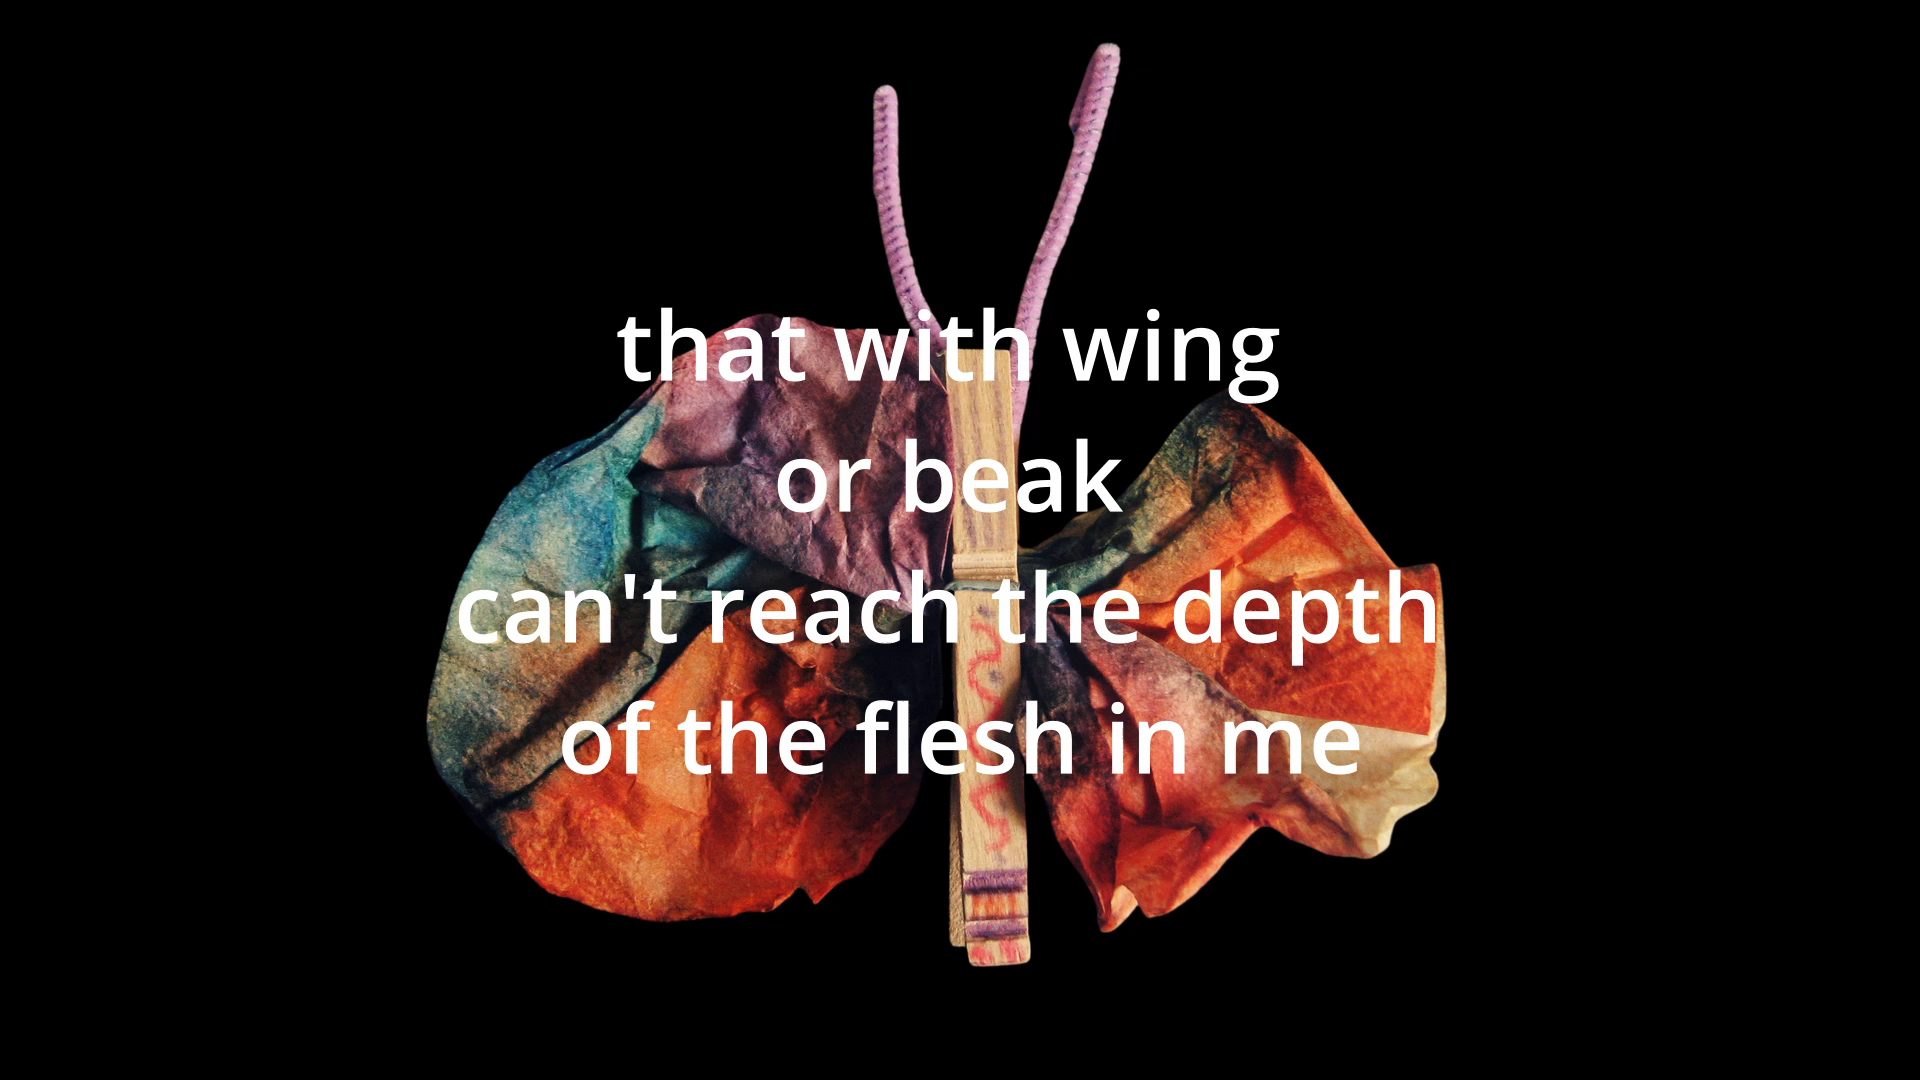 that with wing
or beak
can't reach the depth
of the flesh in me